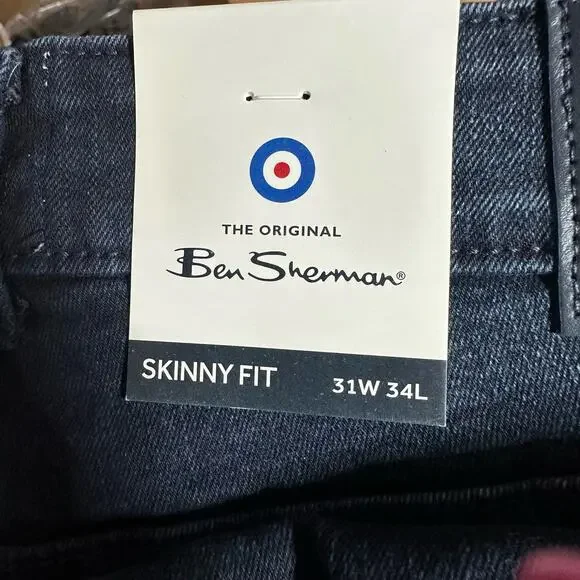 THE ORIGINAL
Ben Sherman®
SKINNY FIT 31W 34L